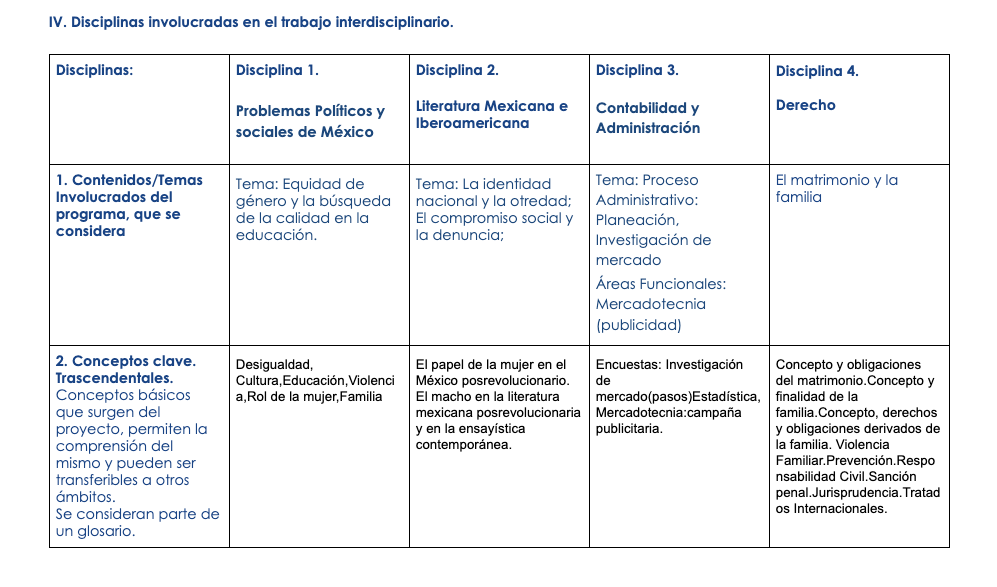 IV. Disciplinas involucradas en el trabajo interdisciplinario.
Disciplinas:
Disciplina 1.
Problemas Políticos y
sociales de México
Disciplina 2.
Literatura Mexicana e
Iberoamericana
Disciplina 3.
Contabilidad y
Administración
Disciplina 4.
Derecho
1. Contenidos/Temas
Involucrados del
programa, que se
considera
Tema: Equidad de
género y la búsqueda
de la calidad en la
educación.
Tema: La identidad
nacional y la otredad;
El compromiso social y
la denuncia;
Tema: Proceso
Administrativo:
Planeación,
Investigación de
mercado
Áreas Funcionales:
Mercadotecnia
(publicidad)
El matrimonio y la
familia
2. Conceptos clave.
Trascendentales.
Conceptos básicos
que surgen del
proyecto, permiten la
comprensión del
mismo y pueden ser
transferibles a otros
ámbitos.
Se consideran parte de
un glosario.
Desigualdad,
Cultura,Educación,Violenci
a,Rol de la mujer,Familia
El papel de la mujer en el
México posrevolucionario.
El macho en la literatura
mexicana posrevolucionaria
y en la ensayística
contemporánea.
Encuestas: Investigación
de
mercado(pasos)Estadística,
Mercadotecnia:campaña
publicitaria.
Concepto y obligaciones
del matrimonio.Concepto y
finalidad de la
familia.Concepto, derechos
y obligaciones derivados de
la familia. Violencia
Familiar.Prevención.Respo
nsabilidad Civil.Sanción
penal.Jurisprudencia.Tratad
os Internacionales.